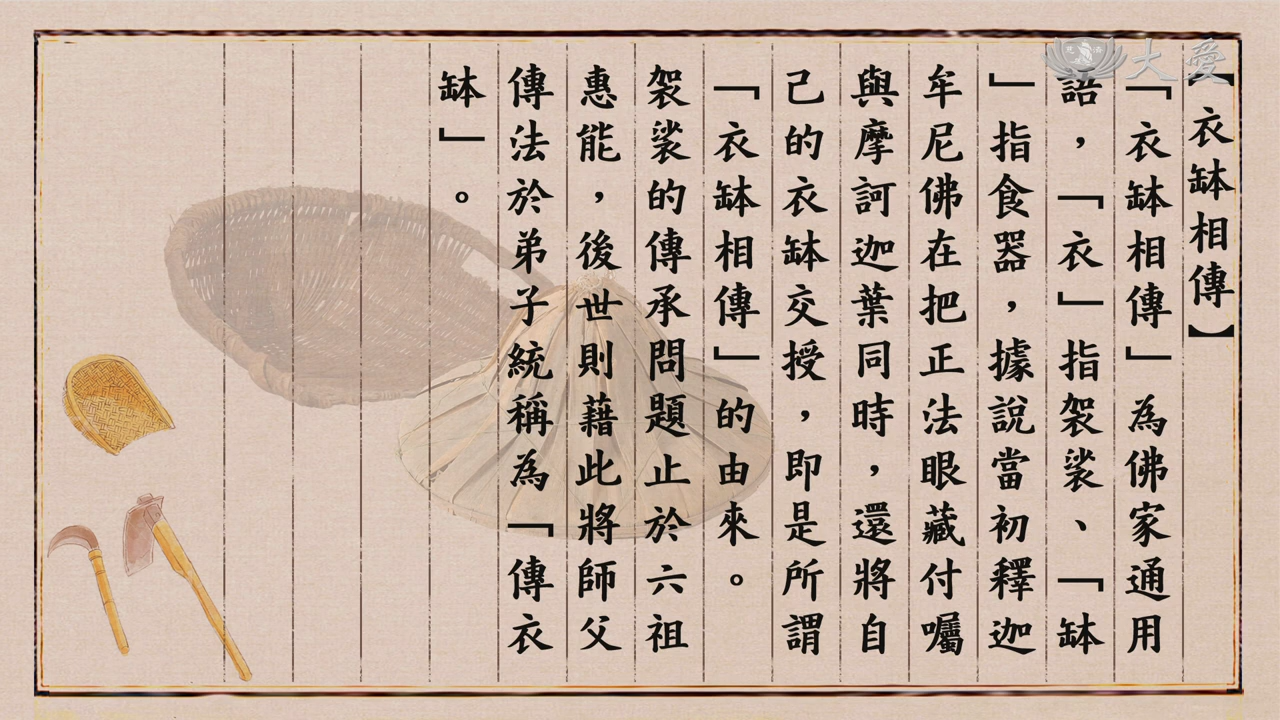 【衣缽相傳】
「衣缽相傳」為佛家通用
語，「衣」指袈裟、「缽
」指食器，據說當初釋迦
牟尼佛在把正法眼藏付囑
與摩訶迦葉同時，還將自
己的衣缽交授，即是所謂
「衣缽相傳」的由來。
袈裟的傳承問題止於六祖
惠能，後世則藉此將師父
傳法於弟子統稱為「傳衣
缽」。
大愛